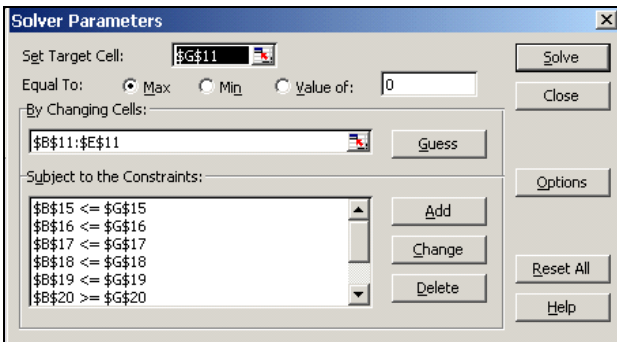 Solver Parameters
Set Target Cell: $G$11 Solve
Equal To: Max Min Value of: 0 Close
By Changing Cells:
$B$11:$E$11 Guess
Subject to the Constraints: Options
$B$15 <= $G$15 Add
$B$16 <= $G$16
$B$17 <= $G$17 Change
$B$18 <= $G$18 Reset All
$B$19 <= $G$19 Delete
$B$20 >= $G$20 Help